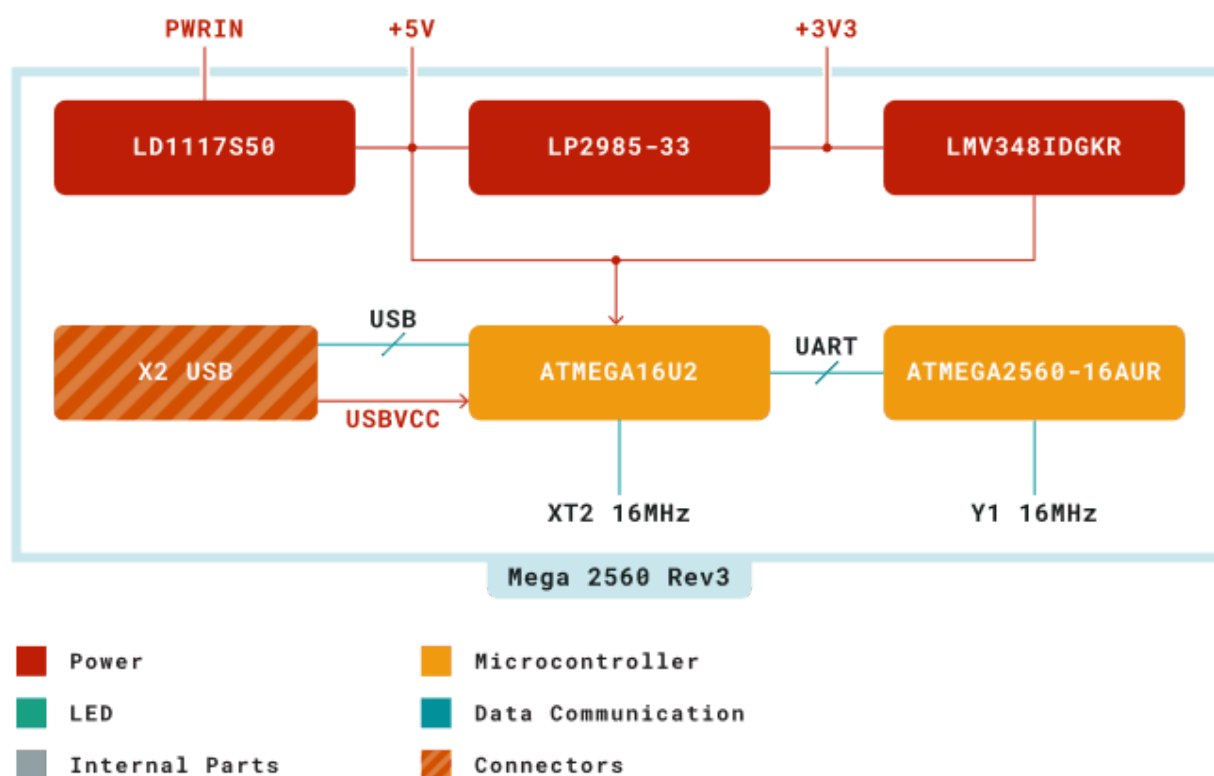 PWRIN
+5V
+3V3
LD1117S50
LP2985-33
LMV348IDGKR
X2 USB
USB
USBVCC
ATMEGA16U2
UART
ATMEGA2560-16AUR
XT2 16MHz
Y1 16MHz
Mega 2560 Rev3
Power
Microcontroller
LED
Data Communication
Internal Parts
Connectors